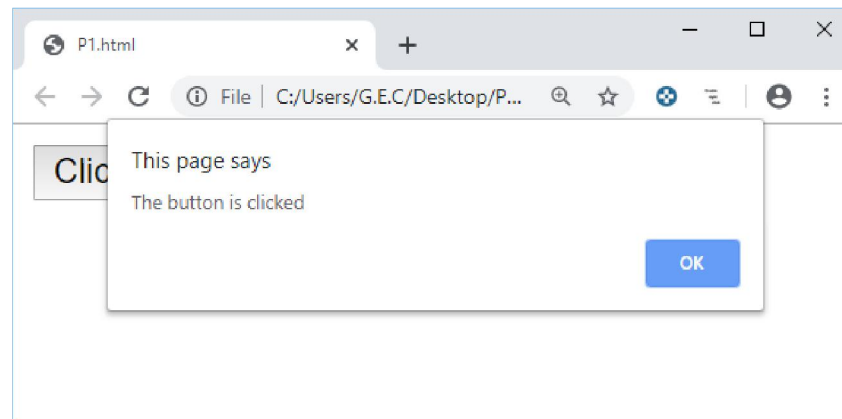 P1.html
File C:/Users/G.E.C/Desktop/P...
This page says
Clic
The button is clicked
OK